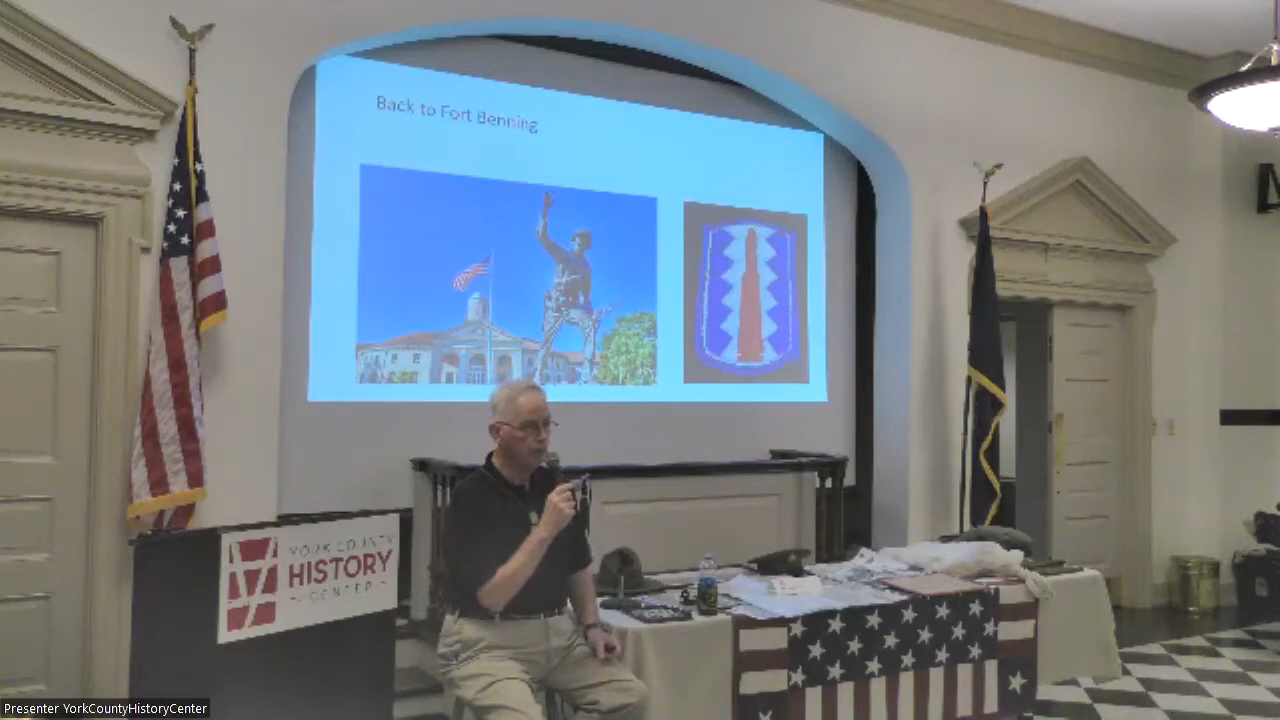 Back to Fort Benning
YORK COUNTY
HISTORY
CENTER
Presenter YorkCountyHistoryCenter